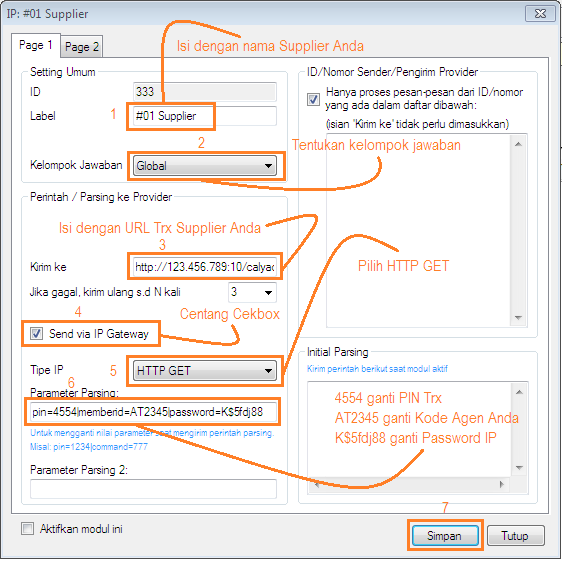 IP: #01 Supplier
Page 1
Page 2
Isi dengan nama Supplier Anda
Setting Umum
ID
333
1
Label
#01 Supplier
2
Kelompok Jawaban
Global
ID/Nomor Sender/Pengirim Provider
Hanya proses pesan-pesan dari ID/nomor
yang ada dalam daftar dibawah:
(isian 'Kirim ke' tidak perlu dimasukkan)
Tentukan kelompok jawaban
Perintah / Parsing ke Provider
Isi dengan URL Trx Supplier Anda
3
Kirim ke
http://123.456.789:10/calyac
Pilih HTTP GET
Jika gagal, kirim ulang s.d N kali
3
4
Centang Cekbox
Send via IP Gateway
Tipe IP
5
HTTP GET
6
Parameter Parsing:
pin=4554|memberid=AT2345|password=K$5fdj88
Untuk mengganti nilai parameter saat mengirim perintah parsing.
Misal: pin=1234|command=777
Parameter Parsing 2:
Initial Parsing
Kirim perintah berikut saat modul aktif
4554 ganti PIN Trx
AT2345 ganti Kode Agen Anda
K$5fdj88 ganti Password IP
7
Aktifkan modul ini
Simpan
Tutup